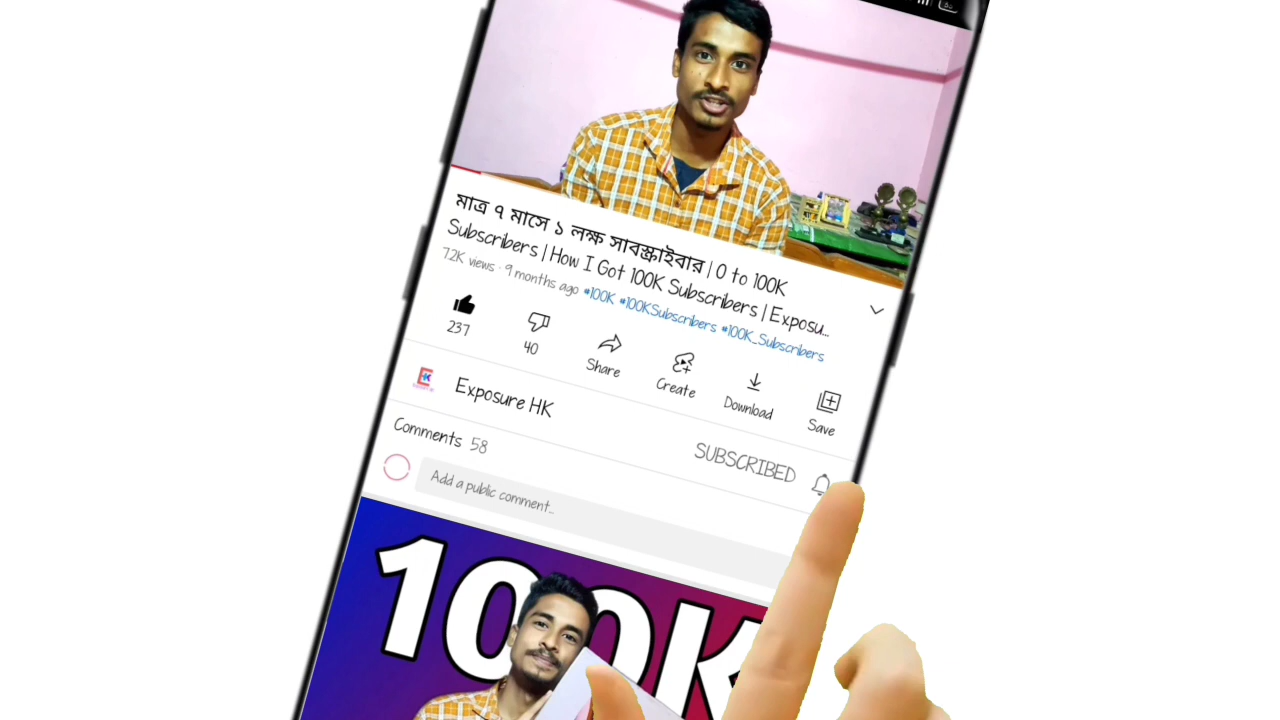 মাত্র ৭ মাসে ১ লক্ষ সাবস্ক্রাইবার | 0 to 100K
Subscribers | How I Got 100K Subscribers | Exposu...
7.2K views · 9 months ago #100K #100KSubscribers #100K_Subscribers
237
40
Share
Create
Download
Save
Exposure HK
SUBSCRIBED
Comments 58
Add a public comment...
100K